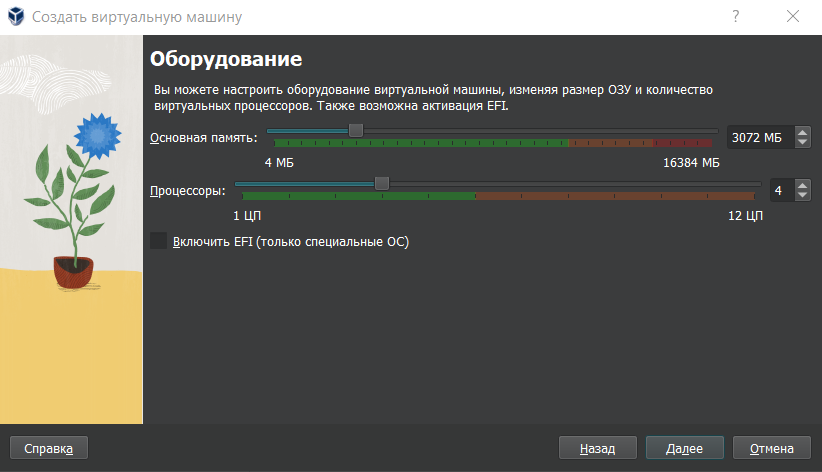 Создать виртуальную машину
?
Оборудование
Вы можете настроить оборудование виртуальной машины, изменяя размер ОЗУ и количество
виртуальных процессоров. Также возможна активация EFI.
Основная память:
3072 МБ
4 МБ
16384 МБ
Процессоры:
4
1 ЦП
12 ЦП
Включить EFI (только специальные ОС)
Справка
Назад
Далее
Отмена